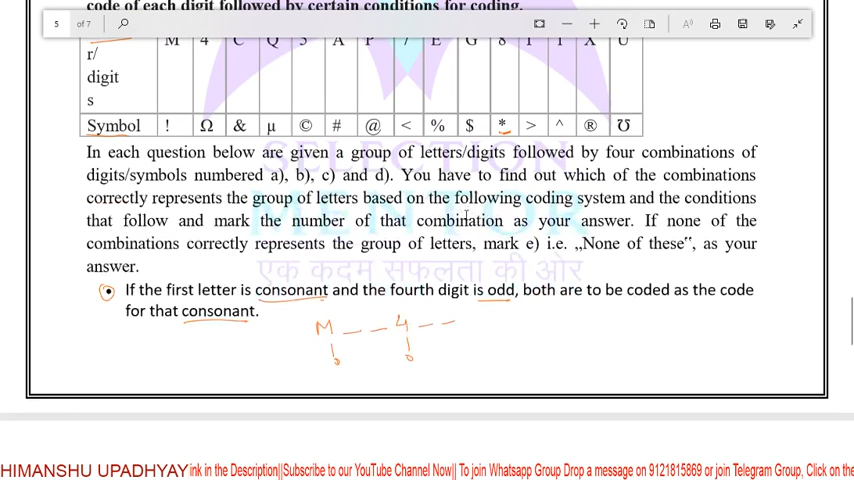 code of each digit followed by certain conditions for coding.
5 of 7
r/ M 4 C Q 3 A P 7 E G 8 1 X U
digit
s
Symbol ! Ω & µ © # @ < % $ * > ^ ® ℧
In each question below are given a group of letters/digits followed by four combinations of
digits/symbols numbered a), b), c) and d). You have to find out which of the combinations
correctly represents the group of letters based on the following coding system and the conditions
that follow and mark the number of that combination as your answer. If none of the
combinations correctly represents the group of letters, mark e) i.e. „None of these", as your
answer.
SELECTION
MENTOR
एक कदम सफलता की ओर
• If the first letter is consonant and the fourth digit is odd, both are to be coded as the code
for that consonant.
M — — 4 — —
HIMANSHU UPADHYAY ink in the Description||Subscribe to our YouTube Channel Now|| To join Whatsapp Group Drop a message on 9121815869 or join Telegram Group, Click on the